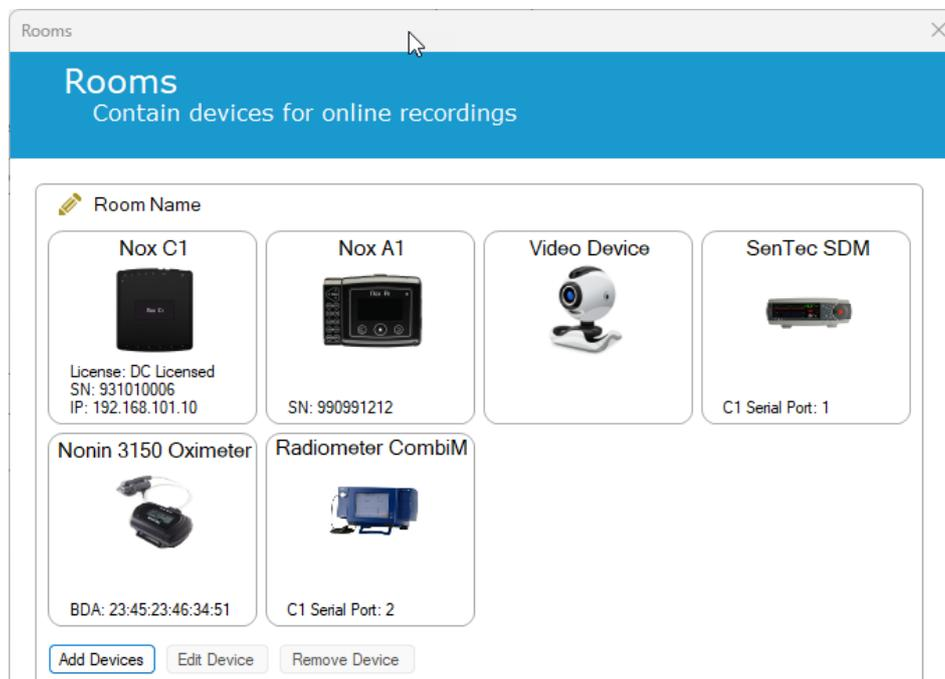 Rooms
Rooms
Contain devices for online recordings
Room Name
Nox C1
Nox C1
License: DC Licensed
SN: 931010006
IP: 192.168.101.10
Nox A1
SN: 990991212
Video Device
SenTec SDM
C1 Serial Port: 1
Nonin 3150 Oximeter
BDA: 23:45:23:46:34:51
Radiometer CombiM
C1 Serial Port: 2
Add Devices
Edit Device
Remove Device